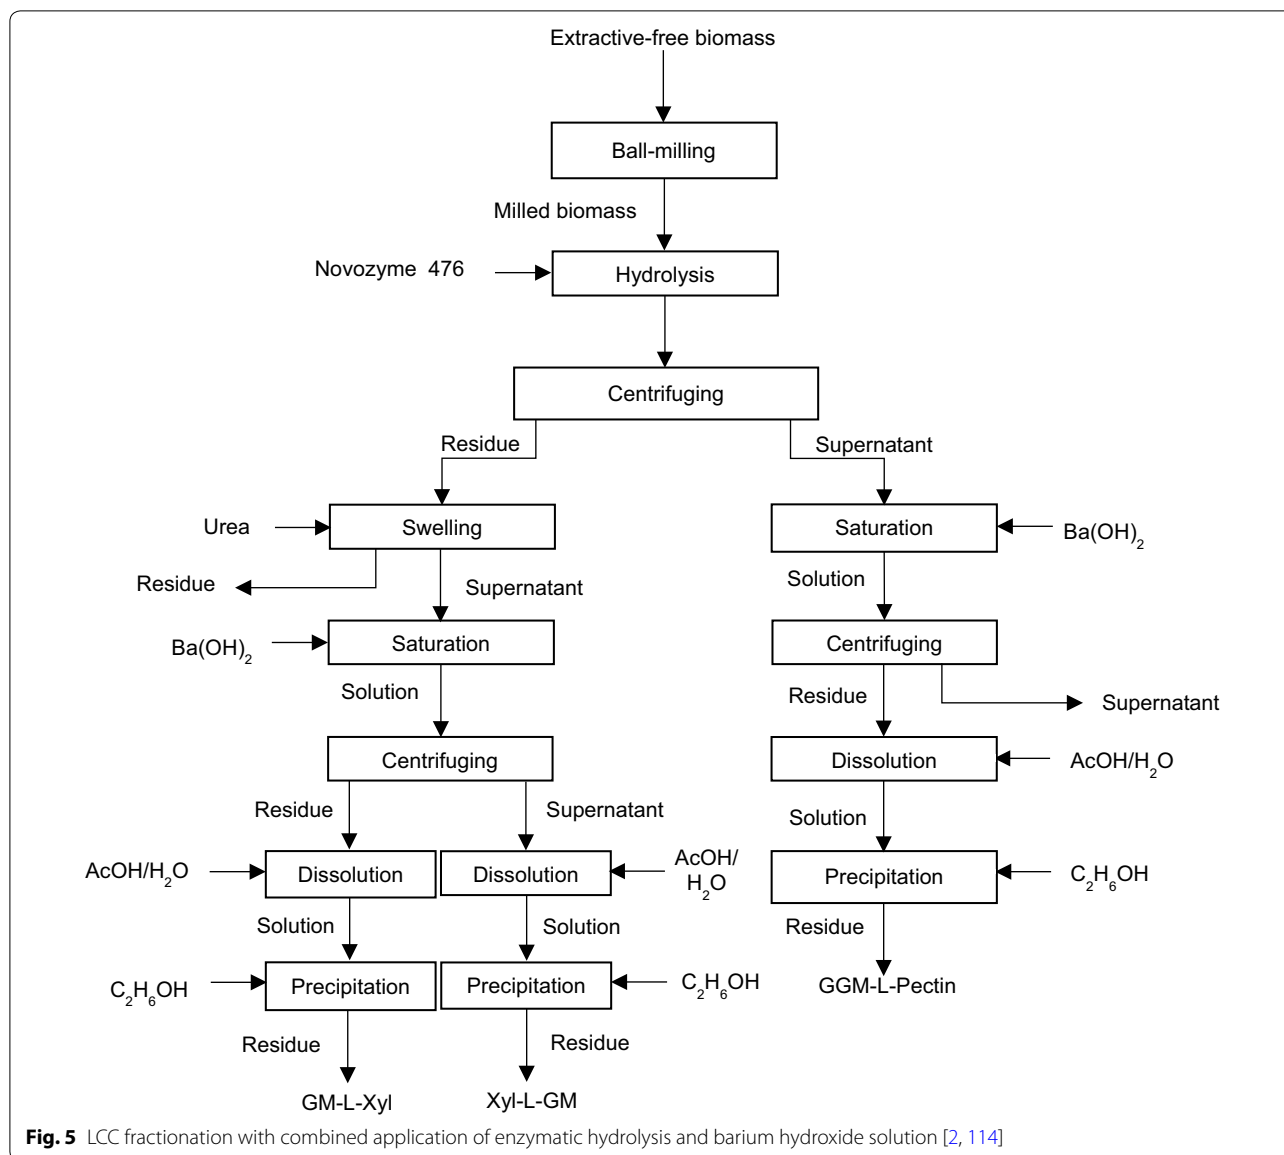 Extractive-free biomass
Ball-milling
Milled biomass
Novozyme 476
Hydrolysis
Centrifuging
Residue
Supernatant
Urea
Swelling
Saturation
Ba(OH)₂
Residue
Supernatant
Solution
Ba(OH)₂
Saturation
Centrifuging
Solution
Residue
Supernatant
Centrifuging
Dissolution
AcOH/H₂O
Residue
Supernatant
Solution
AcOH/H₂O
Dissolution
Dissolution
AcOH/
H₂O
Precipitation
C₂H₆OH
Solution
Solution
Residue
C₂H₆OH
Precipitation
Precipitation
C₂H₆OH
GGM-L-Pectin
Residue
Residue
GM-L-Xyl
Xyl-L-GM
Fig. 5 LCC fractionation with combined application of enzymatic hydrolysis and barium hydroxide solution [2, 114]